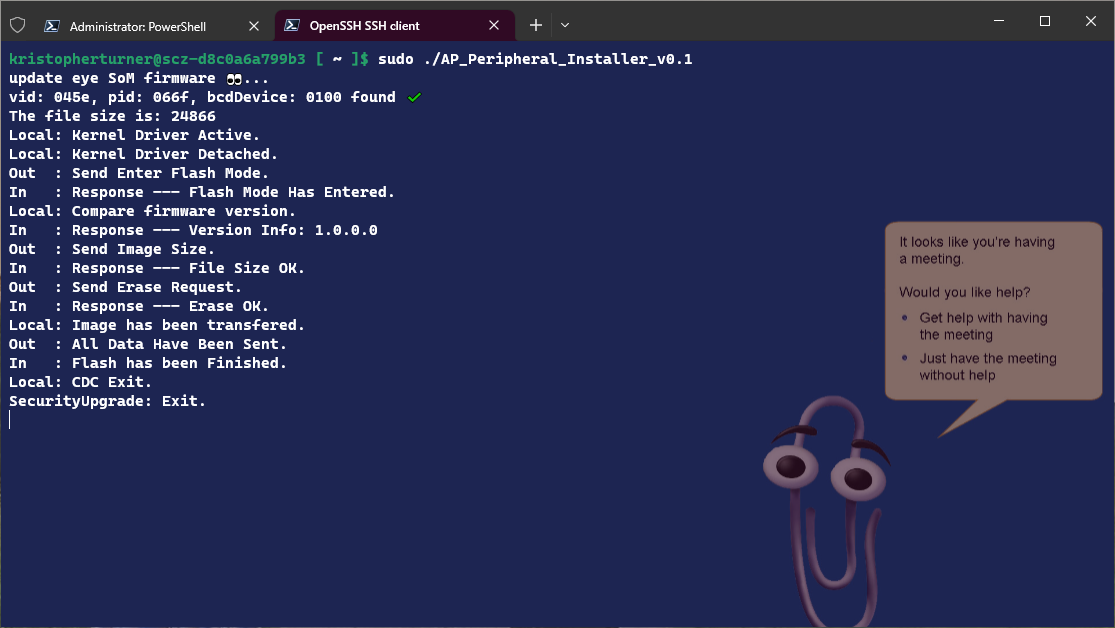 Administrator: PowerShell
OpenSSH SSH client
kristopherturner@scz-d8c0a6a799b3 [ ~ ]$ sudo ./AP_Peripheral_Installer_v0.1
update eye SoM firmware 👀...
vid: 045e, pid: 066f, bcdDevice: 0100 found ✔
The file size is: 24866
Local: Kernel Driver Active.
Local: Kernel Driver Detached.
Out  : Send Enter Flash Mode.
In   : Response --- Flash Mode Has Entered.
Local: Compare firmware version.
In   : Response --- Version Info: 1.0.0.0
Out  : Send Image Size.
In   : Response --- File Size OK.
Out  : Send Erase Request.
In   : Response --- Erase OK.
Local: Image has been transfered.
Out  : All Data Have Been Sent.
In   : Flash has been Finished.
Local: CDC Exit.
SecurityUpgrade: Exit.
It looks like you're having
a meeting.
Would you like help?
• Get help with having
the meeting
• Just have the meeting
without help